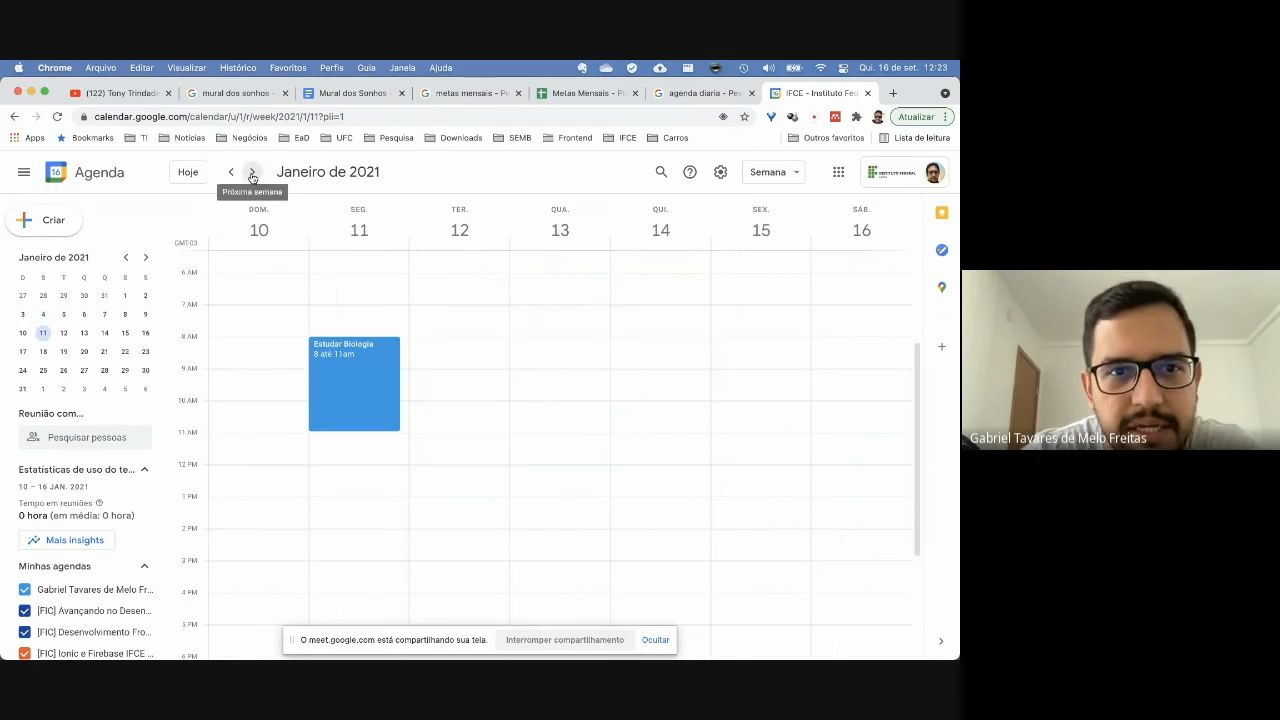 Chrome Arquivo Editar Visualizar Histórico Favoritos Perfis Guia Janela Ajuda Qui. 16 de set. 12:23
(122) Tony Trindade mural dos sonhos - Mural dos Sonhos - metas mensais - Pe Metas Mensais - Pl agenda diaria - Pes IFCE - Instituto Fed
calendar.google.com/calendar/u/1/r/week/2021/1/11?pli=1 Atualizar
Apps Bookmarks TI Notícias Negócios EaD UFC Pesquisa Downloads SEMB Frontend IFCE Carros Outros favoritos Lista de leitura
16 Agenda Hoje Janeiro de 2021 Semana INSTITUTO FEDERAL
Próxima semana
Criar
DOM. SEG. TER. QUA. QUI. SEX. SÁB.
10 11 12 13 14 15 16
GMT-03
Janeiro de 2021
D S T Q Q S S
27 28 29 30 31 1 2
3 4 5 6 7 8 9
10 11 12 13 14 15 16
17 18 19 20 21 22 23
24 25 26 27 28 29 30
31 1 2 3 4 5 6
Reunião com...
Pesquisar pessoas
Estatísticas de uso do te...
10 – 16 JAN. 2021
Tempo em reuniões
0 hora (em média: 0 hora)
Mais insights
Minhas agendas
Gabriel Tavares de Melo Fr...
[FIC] Avançando no Desen...
[FIC] Desenvolvimento Fro...
[FIC] Ionic e Firebase IFCE ...
6 AM
7 AM
8 AM
9 AM
10 AM
11 AM
12 PM
1 PM
2 PM
3 PM
4 PM
5 PM
6 PM
Estudar Biologia
8 até 11am
O meet.google.com está compartilhando sua tela. Interromper compartilhamento Ocultar
Gabriel Tavares de Melo Freitas